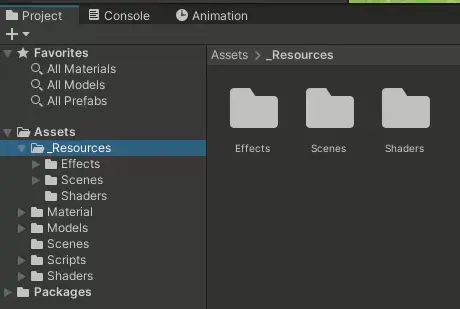 Project Console Animation
+
Favorites
All Materials
All Models
All Prefabs
Assets
_Resources
Effects
Scenes
Shaders
Material
Models
Scenes
Scripts
Shaders
Packages
Assets > _Resources
Effects Scenes Shaders